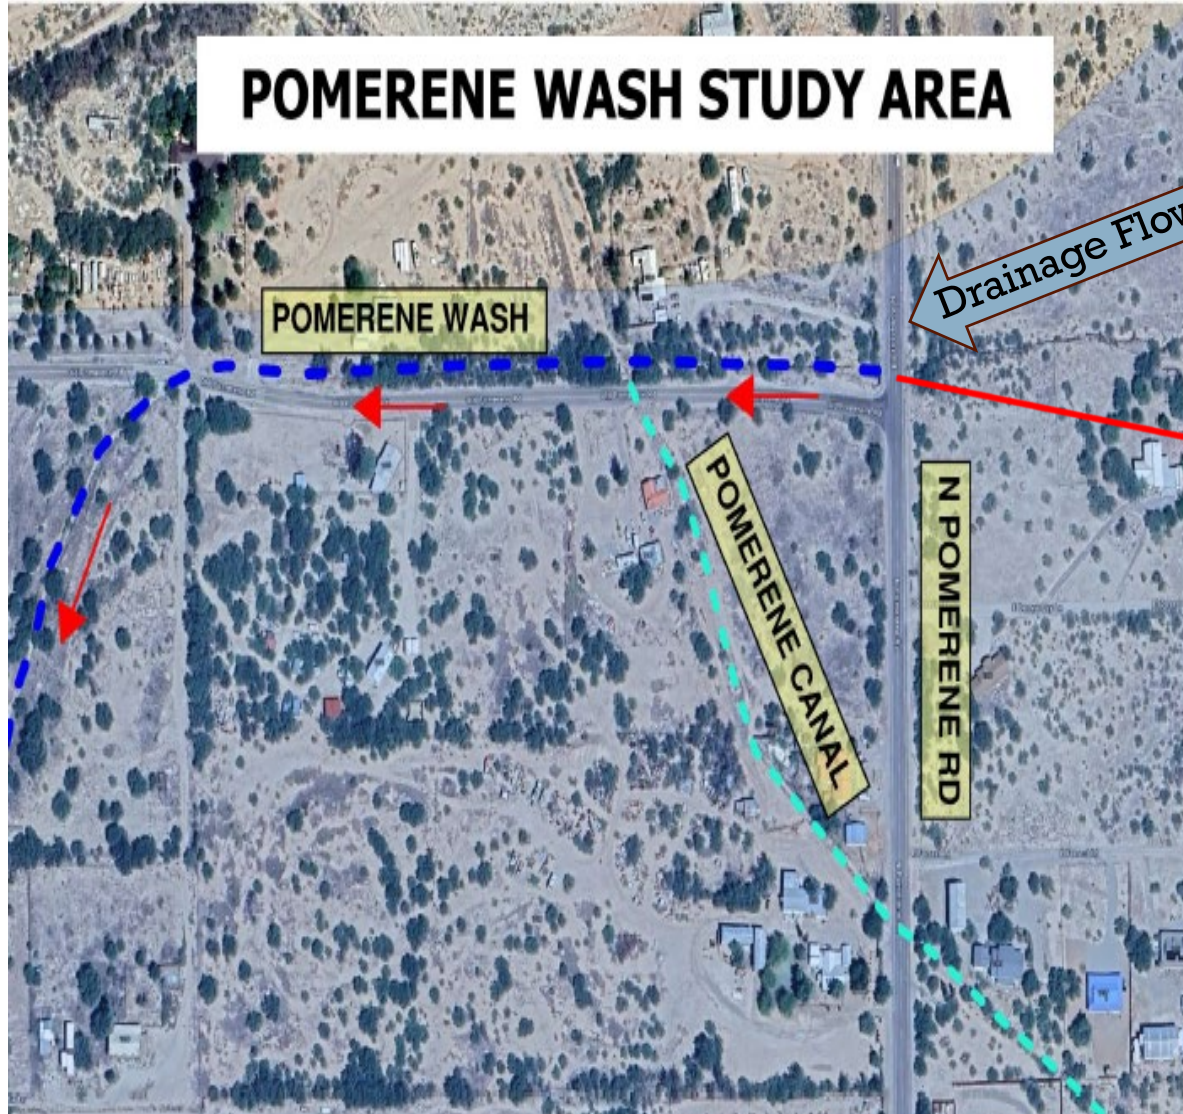 POMERENE WASH STUDY AREA
Drainage Flow
POMERENE WASH
POMERENE CANAL
N POMERENE RD